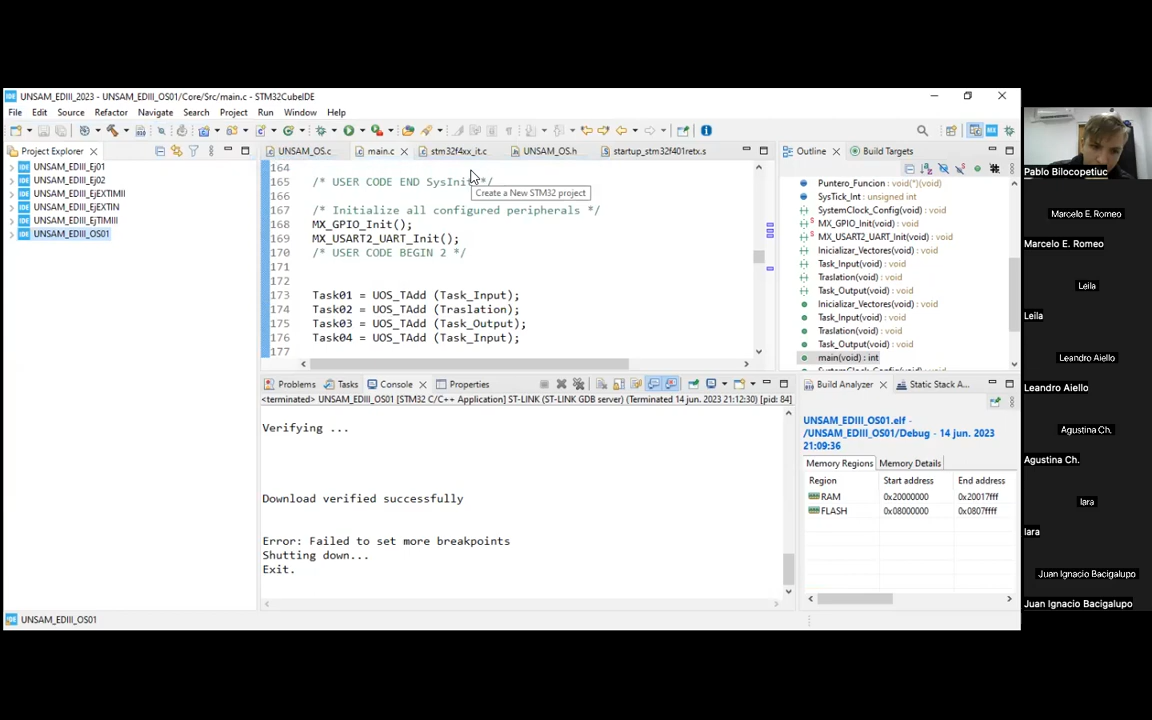 UNSAM_EDIII_2023 - UNSAM_EDIII_OS01/Core/Src/main.c - STM32CubeIDE
File Edit Source Refactor Navigate Search Project Run Window Help
Project Explorer
UNSAM_EDIII_Ej01
UNSAM_EDIII_Ej02
UNSAM_EDIII_EjEXTIMII
UNSAM_EDIII_EjEXTIN
UNSAM_EDIII_EjTIMIII
UNSAM_EDIII_OS01
UNSAM_OS.c main.c stm32f4xx_it.c UNSAM_OS.h startup_stm32f401retx.s
164
165 /* USER CODE END SysInit */
166
Create a New STM32 project
167 /* Initialize all configured peripherals */
168 MX_GPIO_Init();
169 MX_USART2_UART_Init();
170 /* USER CODE BEGIN 2 */
171
172
173 Task01 = UOS_TAdd (Task_Input);
174 Task02 = UOS_TAdd (Traslation);
175 Task03 = UOS_TAdd (Task_Output);
176 Task04 = UOS_TAdd (Task_Input);
177
Outline Build Targets
Puntero_Funcion : void(*)(void)
SysTick_Int : unsigned int
SystemClock_Config(void) : void
MX_GPIO_Init(void) : void
MX_USART2_UART_Init(void) : void
Inicializar_Vectores(void) : void
Task_Input(void) : void
Traslation(void) : void
Task_Output(void) : void
Inicializar_Vectores(void) : void
Task_Input(void) : void
Traslation(void) : void
Task_Output(void) : void
main(void) : int
Problems Tasks Console Properties
<terminated> UNSAM_EDIII_OS01 [STM32 C/C++ Application] ST-LINK (ST-LINK GDB server) (Terminated 14 jun. 2023 21:12:30) [pid: 84]
Verifying ...
Download verified successfully
Error: Failed to set more breakpoints
Shutting down...
Exit.
Build Analyzer Static Stack A...
UNSAM_EDIII_OS01.elf -
/UNSAM_EDIII_OS01/Debug - 14 jun. 2023
21:09:36
Memory Regions Memory Details
Region Start address End address
RAM 0x20000000 0x20017fff
FLASH 0x08000000 0x0807ffff
UNSAM_EDIII_OS01
Pablo Bilocopetiuc
Marcelo E. Romeo
Marcelo E. Romeo
Leila
Leila
Leandro Aiello
Leandro Aiello
Agustina Ch.
Agustina Ch.
Iara
Iara
Juan Ignacio Bacigalupo
Juan Ignacio Bacigalupo